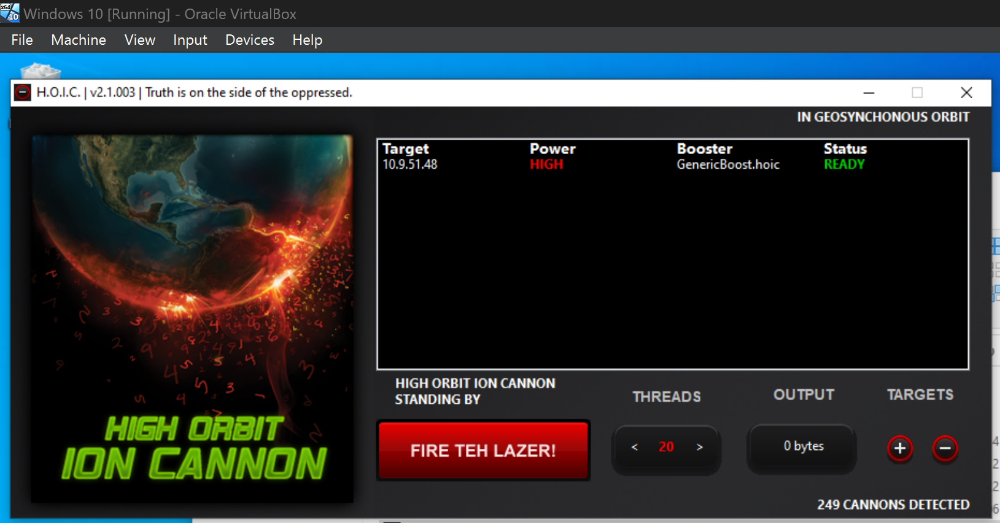 x64
10
Windows 10 [Running] - Oracle VirtualBox
File Machine View Input Devices Help
H.O.I.C. | v2.1.003 | Truth is on the side of the oppressed.
IN GEOSYNCHONOUS ORBIT
Target Power Booster Status
10.9.51.48 HIGH GenericBoost.hoic READY
HIGH ORBIT
ION CANNON
HIGH ORBIT ION CANNON
STANDING BY
THREADS OUTPUT TARGETS
FIRE TEH LAZER!
< 20 >
0 bytes
+ −
249 CANNONS DETECTED